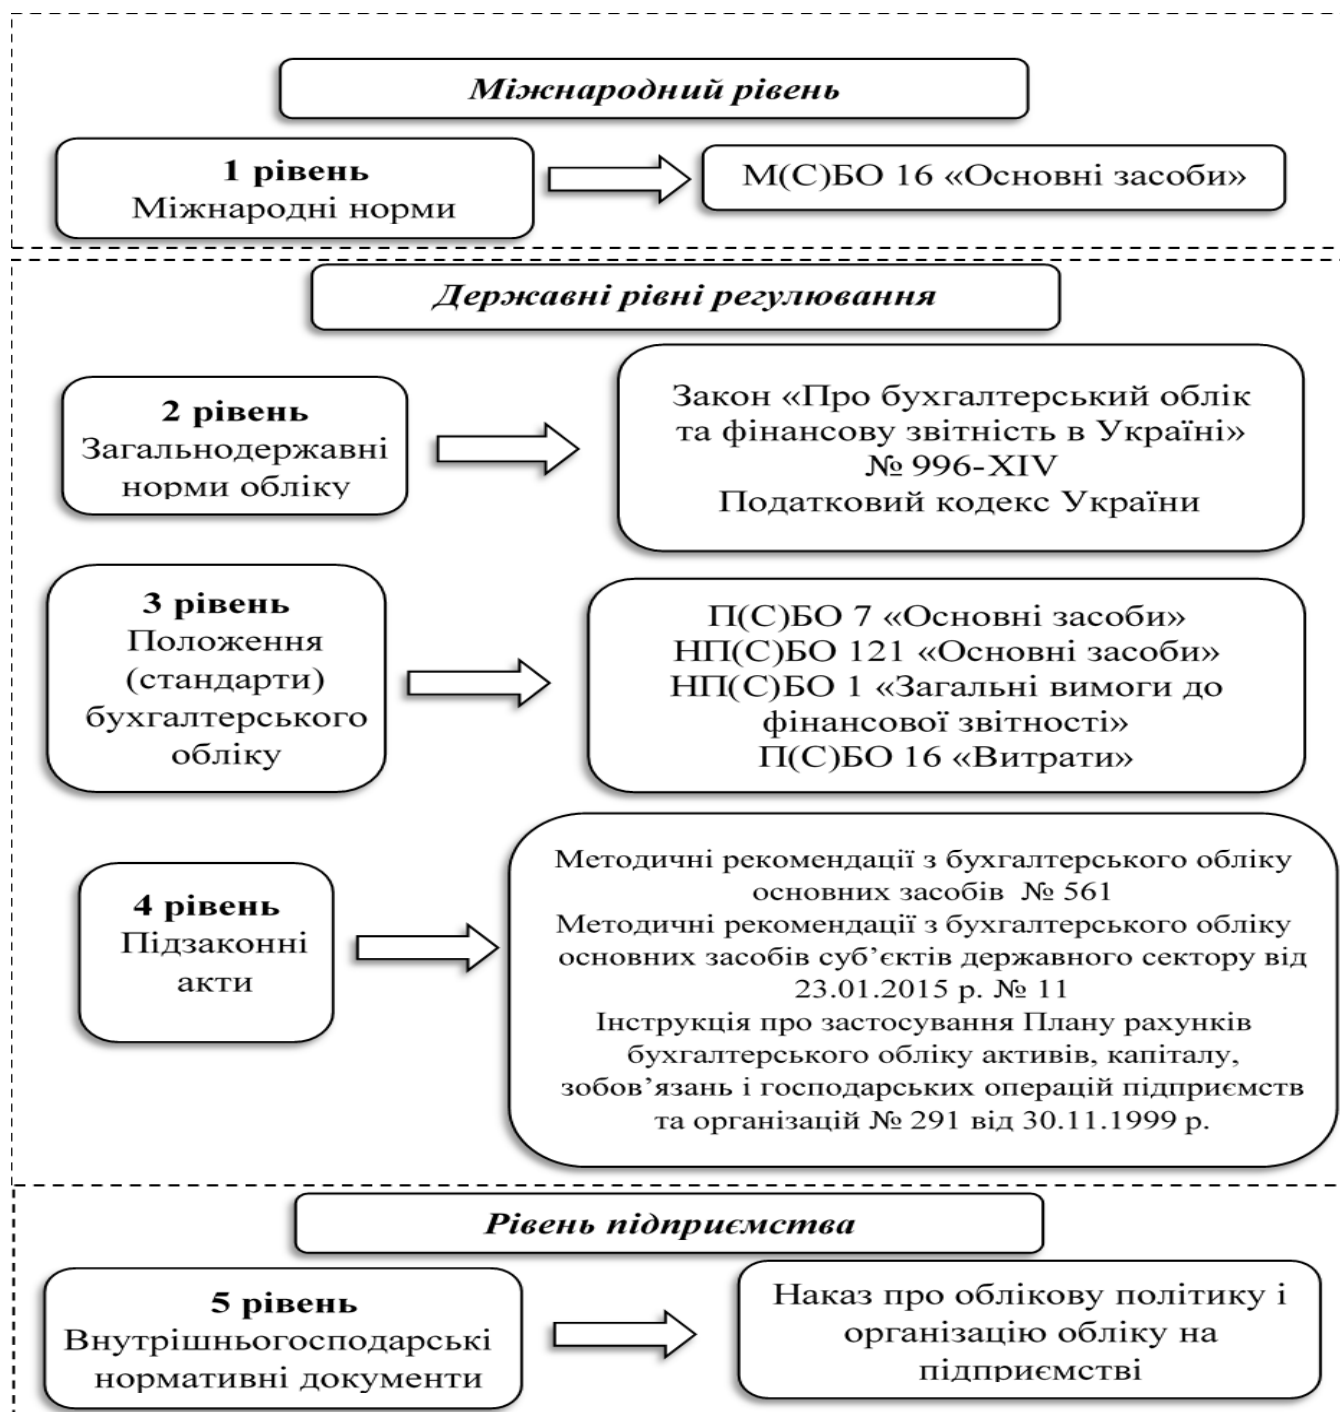 Міжнародний рівень
1 рівень
Міжнародні норми
М(С)БО 16 «Основні засоби»
Державні рівні регулювання
2 рівень
Загальнодержавні
норми обліку
Закон «Про бухгалтерський облік
та фінансову звітність в Україні»
№ 996-XIV
Податковий кодекс України
3 рівень
Положення
(стандарти)
бухгалтерського
обліку
П(С)БО 7 «Основні засоби»
НП(С)БО 121 «Основні засоби»
НП(С)БО 1 «Загальні вимоги до
фінансової звітності»
П(С)БО 16 «Витрати»
4 рівень
Підзаконні
акти
Методичні рекомендації з бухгалтерського обліку
основних засобів № 561
Методичні рекомендації з бухгалтерського обліку
основних засобів суб’єктів державного сектору від
23.01.2015 р. № 11
Інструкція про застосування Плану рахунків
бухгалтерського обліку активів, капіталу,
зобов’язань і господарських операцій підприємств
та організацій № 291 від 30.11.1999 р.
Рівень підприємства
5 рівень
Внутрішньогосподарські
нормативні документи
Наказ про облікову політику і
організацію обліку на
підприємстві